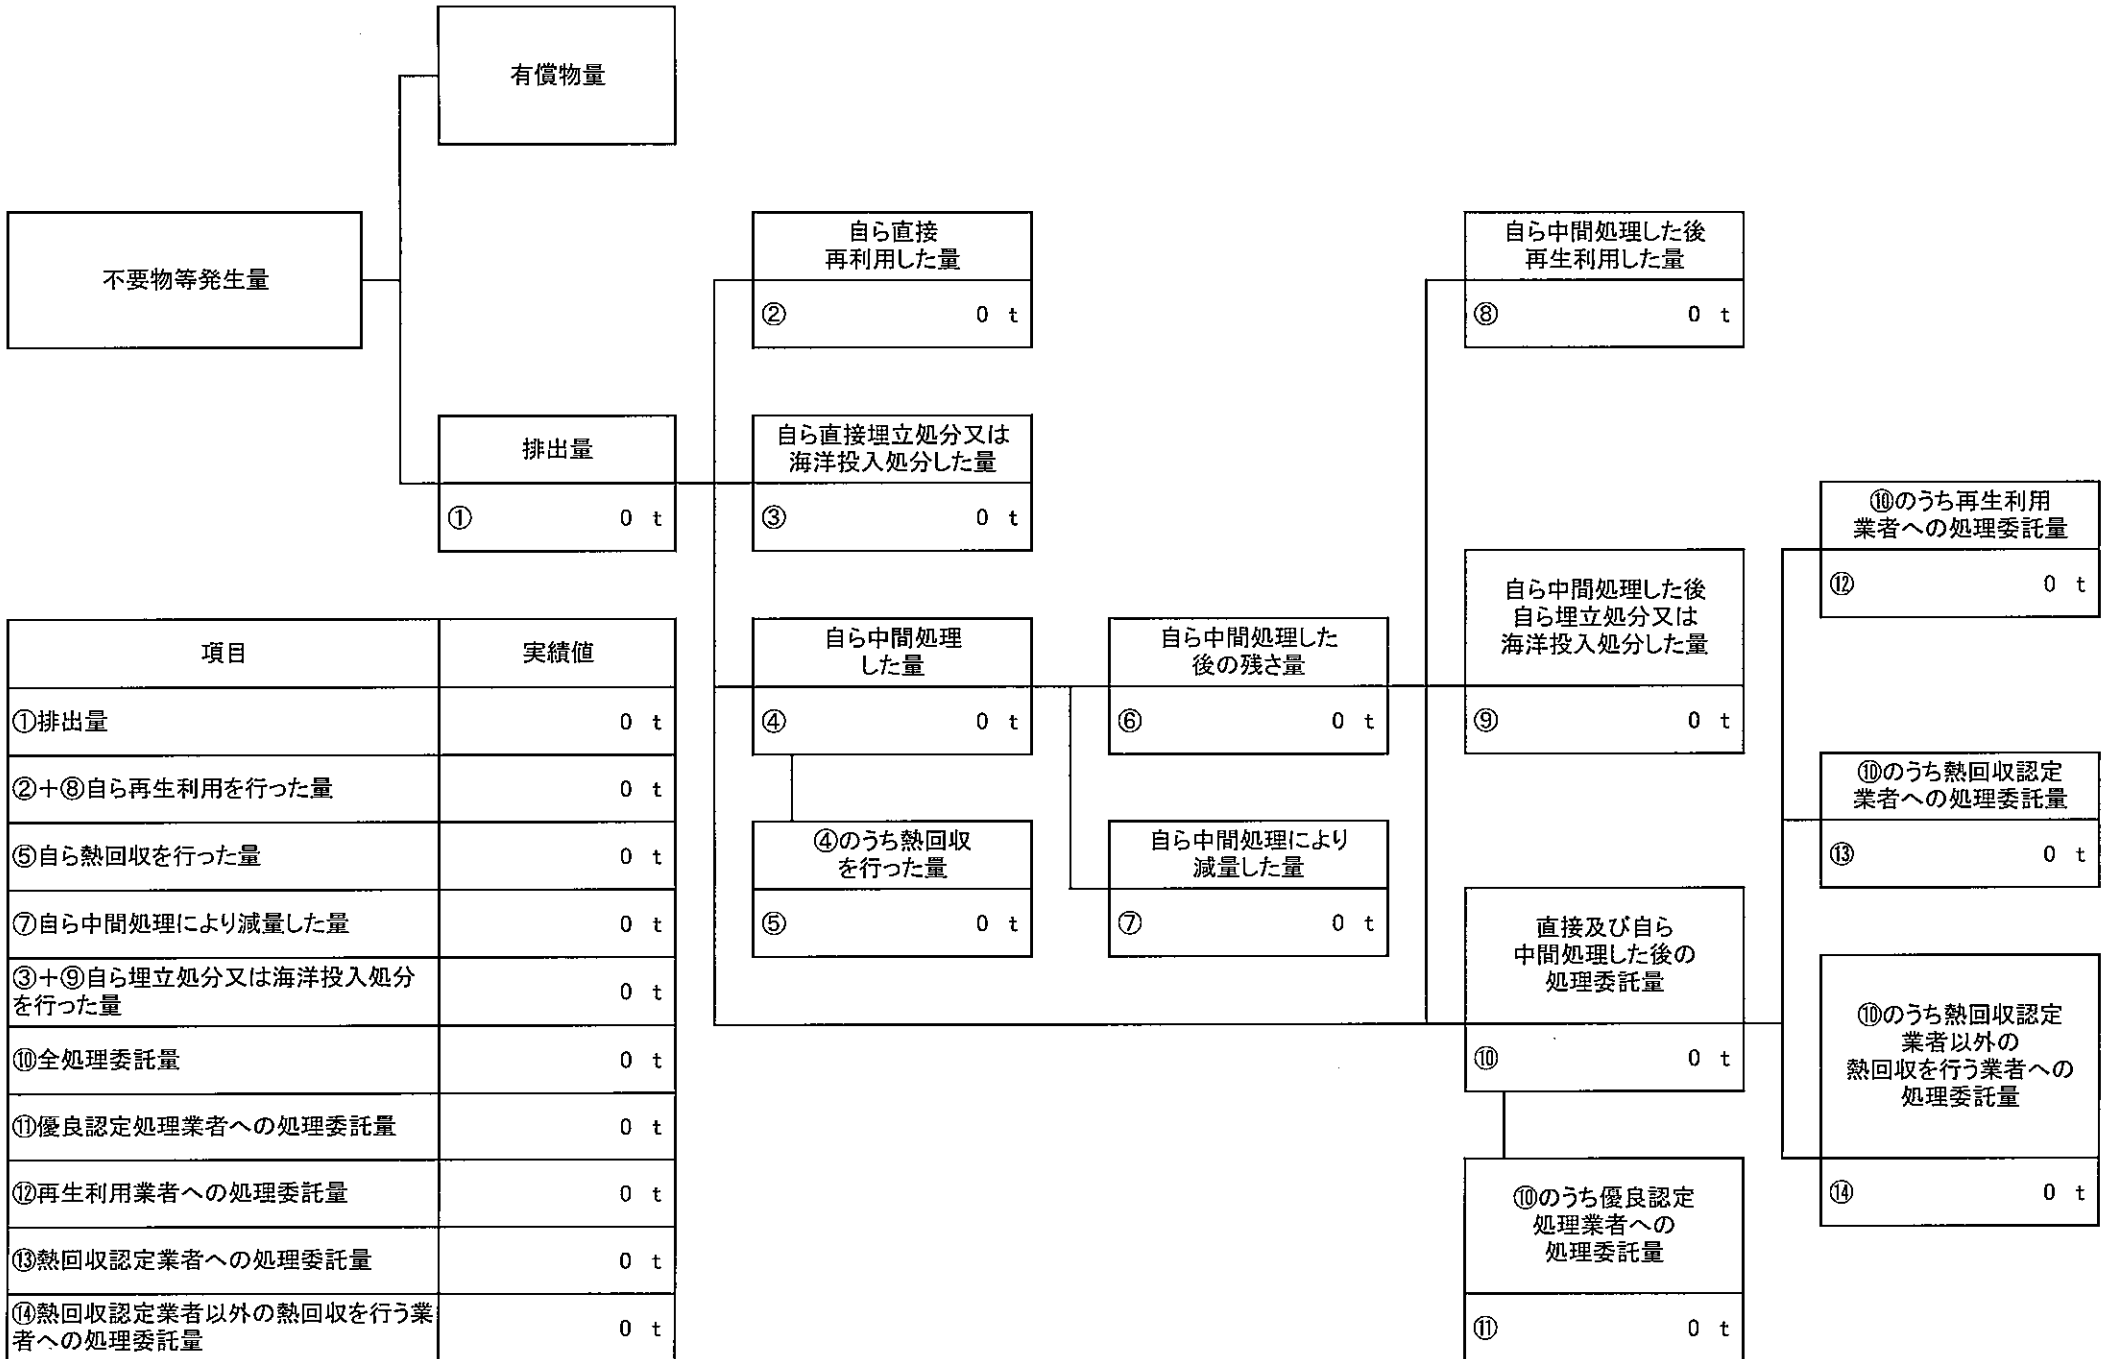 有償物量
不要物等発生量
自ら直接
再利用した量
② 0 t
自ら中間処理した後
再生利用した量
⑧ 0 t
排出量
① 0 t
自ら直接埋立処分又は
海洋投入処分した量
③ 0 t
⑩のうち再生利用
業者への処理委託量
⑫ 0 t
自ら中間処理した後
自ら埋立処分又は
海洋投入処分した量
⑨ 0 t
自ら中間処理
した量
④ 0 t
自ら中間処理した
後の残さ量
⑥ 0 t
⑩のうち熱回収認定
業者への処理委託量
⑬ 0 t
④のうち熱回収
を行った量
⑤ 0 t
自ら中間処理により
減量した量
⑦ 0 t
直接及び自ら
中間処理した後の
処理委託量
⑩ 0 t
⑩のうち熱回収認定
業者以外の
熱回収を行う業者への
処理委託量
⑭ 0 t
⑩のうち優良認定
処理業者への
処理委託量
⑪ 0 t
項目 実績値
①排出量 0 t
②+⑧自ら再生利用を行った量 0 t
⑤自ら熱回収を行った量 0 t
⑦自ら中間処理により減量した量 0 t
③+⑨自ら埋立処分又は海洋投入処分
を行った量 0 t
⑩全処理委託量 0 t
⑪優良認定処理業者への処理委託量 0 t
⑫再生利用業者への処理委託量 0 t
⑬熱回収認定業者への処理委託量 0 t
⑭熱回収認定業者以外の熱回収を行う業
者への処理委託量 0 t